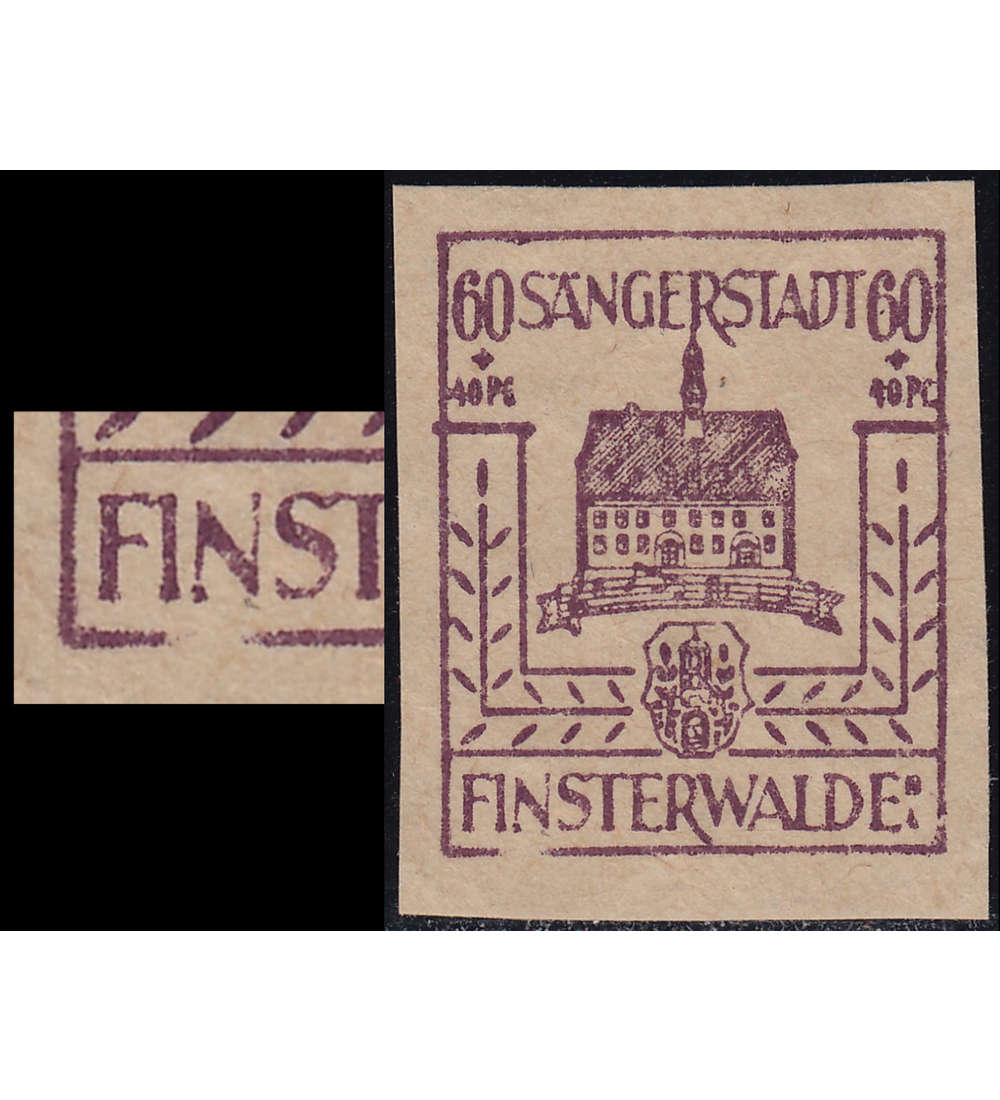 60 SÄNGERSTADT 60
+ +
40 PG 40 PG
FINSTERWALDE
FINST